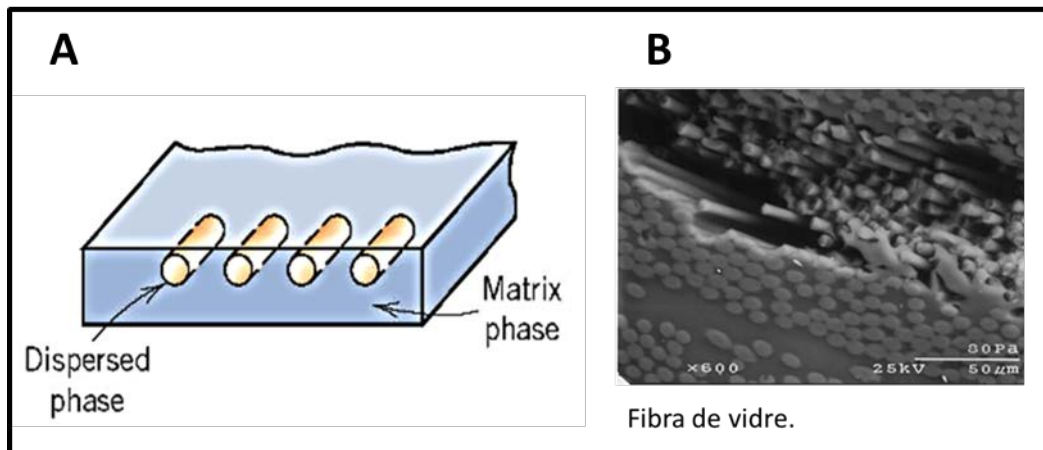 A
B
Matrix
phase
Dispersed
phase
80Pa
×600
25kV
50µm
Fibra de vidre.